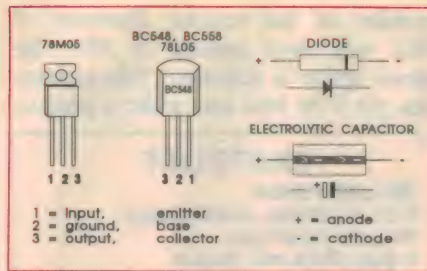 78M05
BC548, BC558
78L05
BC548
1 2 3
3 2 1
1 = Input, emitter
2 = ground, base
3 = output, collector
DIODE
+ -
ELECTROLYTIC CAPACITOR
+ -
+
+ = anode
- = cathode